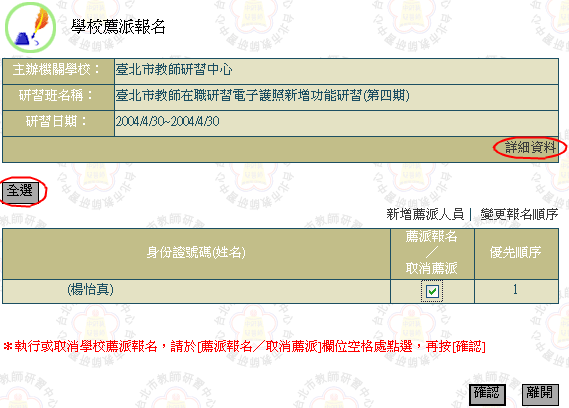 學校薦派報名
主辦機關學校： 臺北市教師研習中心
研習班名稱： 臺北市教師在職研習電子護照新增功能研習(第四期)
研習日期： 2004/4/30~2004/4/30
詳細資料
全選
新增薦派人員| 變更報名順序
身份證號碼(姓名) 薦派報名／取消薦派 優先順序
(楊怡真) 1
＊執行或取消學校薦派報名，請於[薦派報名／取消薦派]欄位空格處點選，再按[確認]
確認 離開